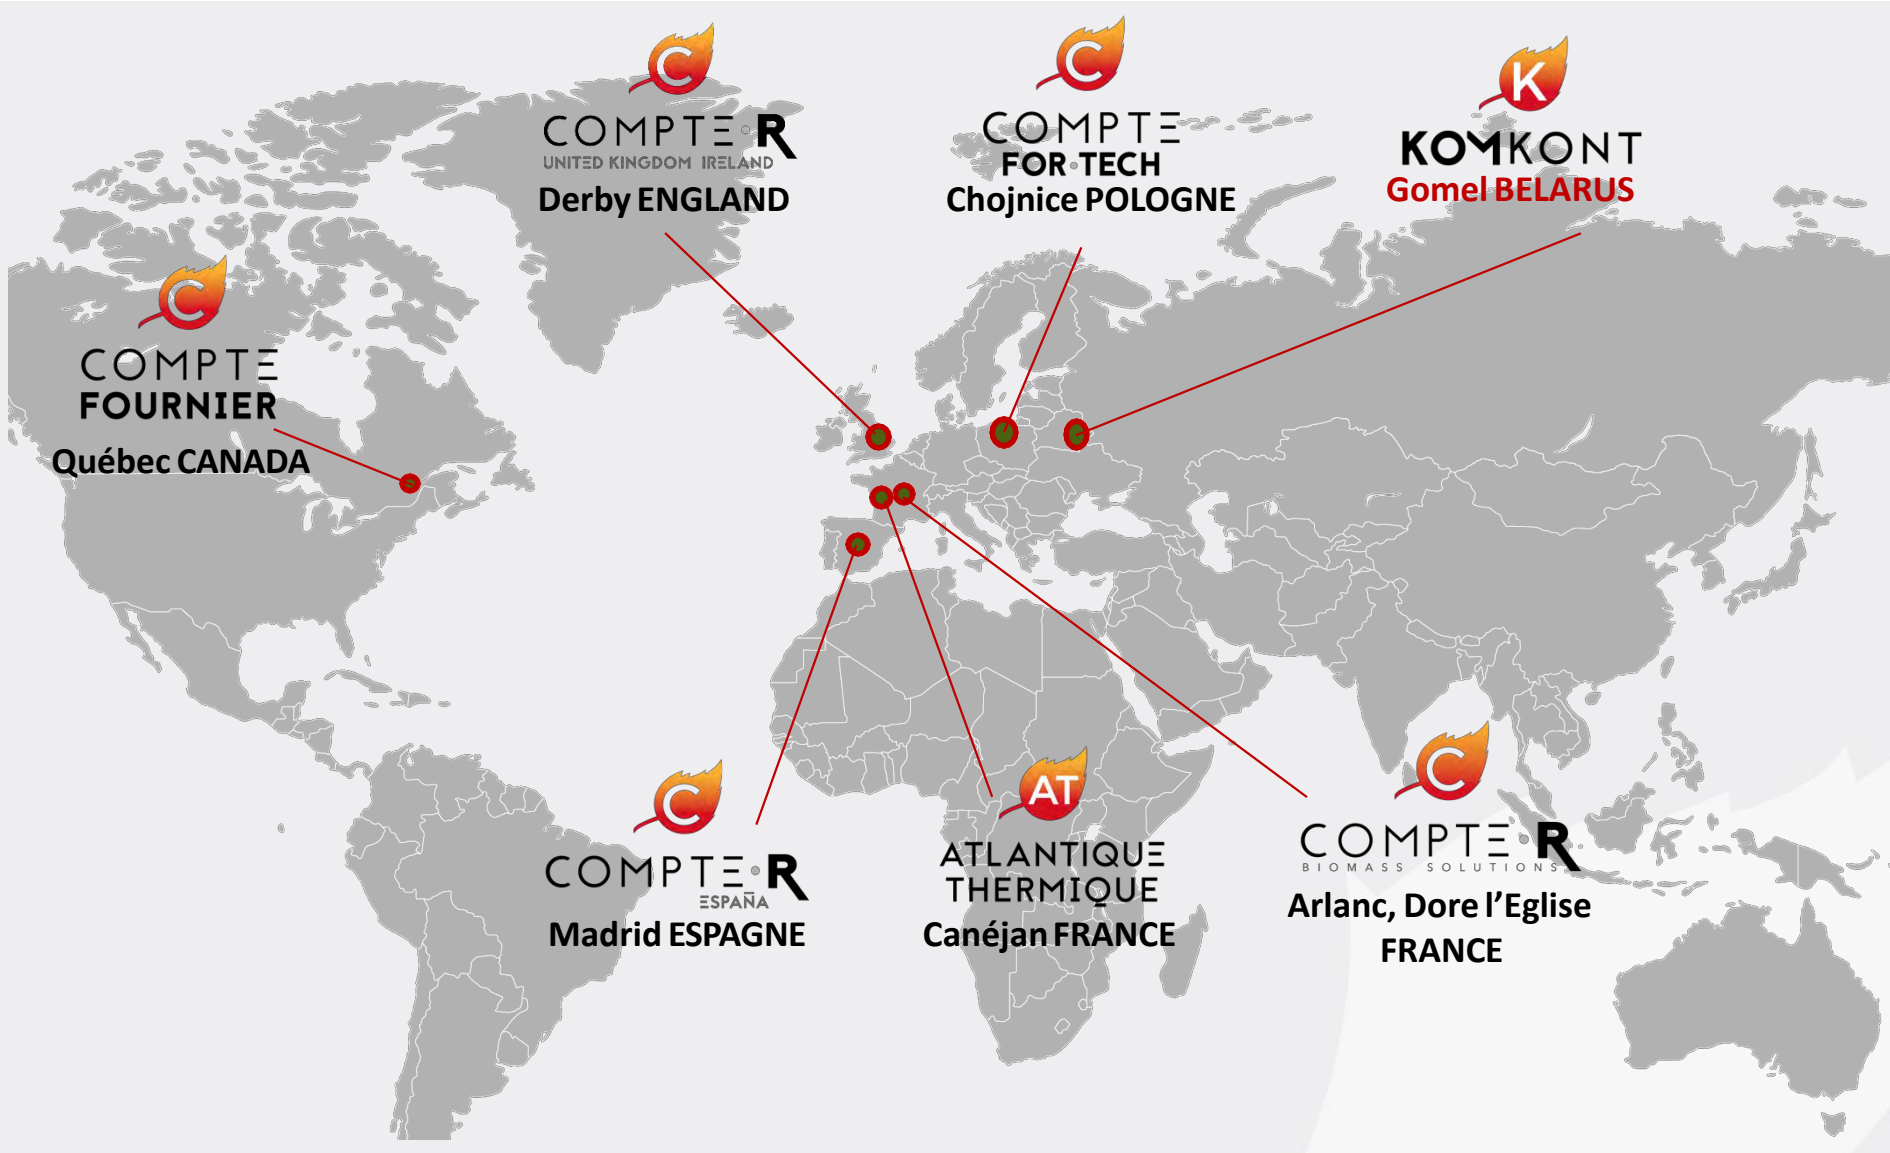 C
COMPTE•R
UNITED KINGDOM IRELAND
Derby ENGLAND
C
COMPTE
FOR•TECH
Chojnice POLOGNE
K
KOMKONT
Gomel BELARUS
C
COMPTE
FOURNIER
Québec CANADA
C
COMPTE•R
ESPAÑA
Madrid ESPAGNE
AT
ATLANTIQUE
THERMIQUE
Canéjan FRANCE
C
COMPTE•R
BIOMASS SOLUTIONS
Arlanc, Dore l’Eglise
FRANCE